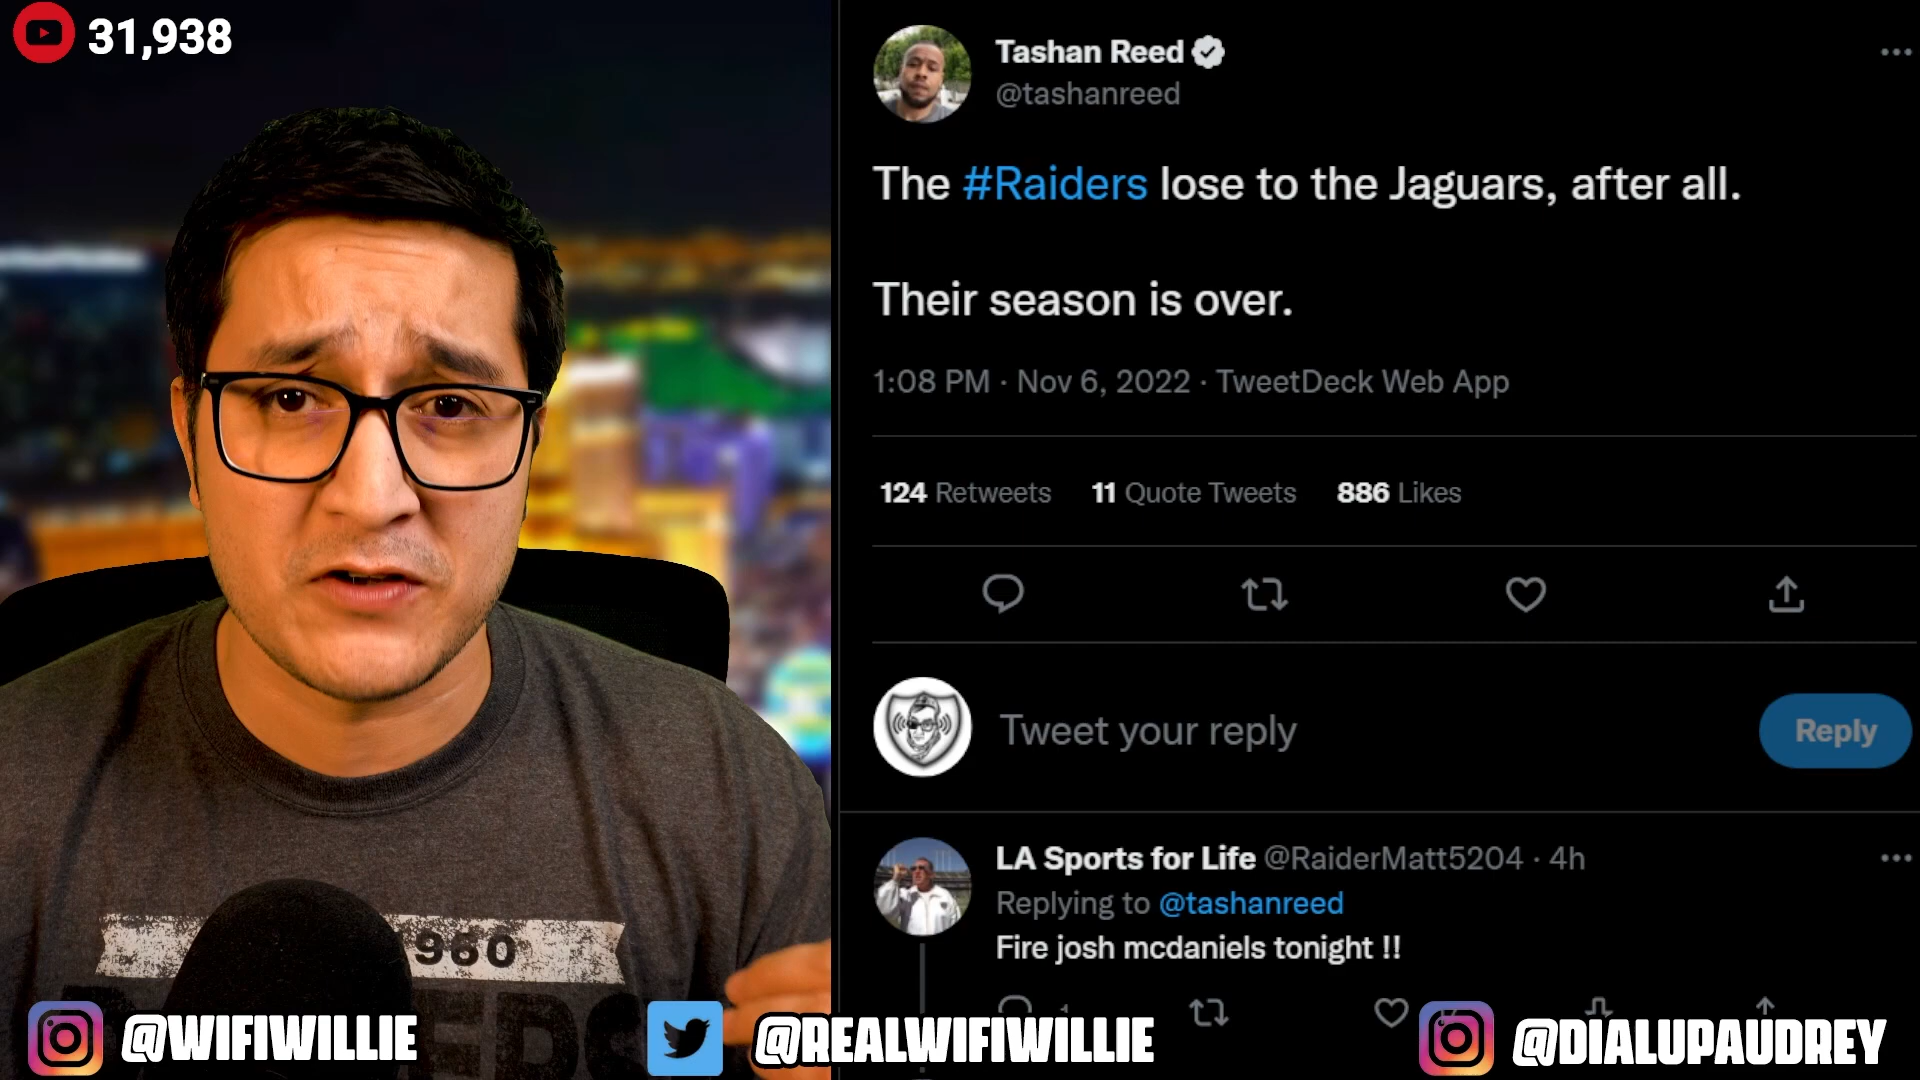 31,938
Tashan Reed
@tashanreed
The #Raiders lose to the Jaguars, after all.
Their season is over.
1:08 PM · Nov 6, 2022 · TweetDeck Web App
124 Retweets 11 Quote Tweets 886 Likes
Tweet your reply
Reply
LA Sports for Life @RaiderMatt5204 · 4h
Replying to @tashanreed
Fire josh mcdaniels tonight !!
960
@WIFIWILLIE
@REALWIFIWILLIE
@DIALUPAUDREY